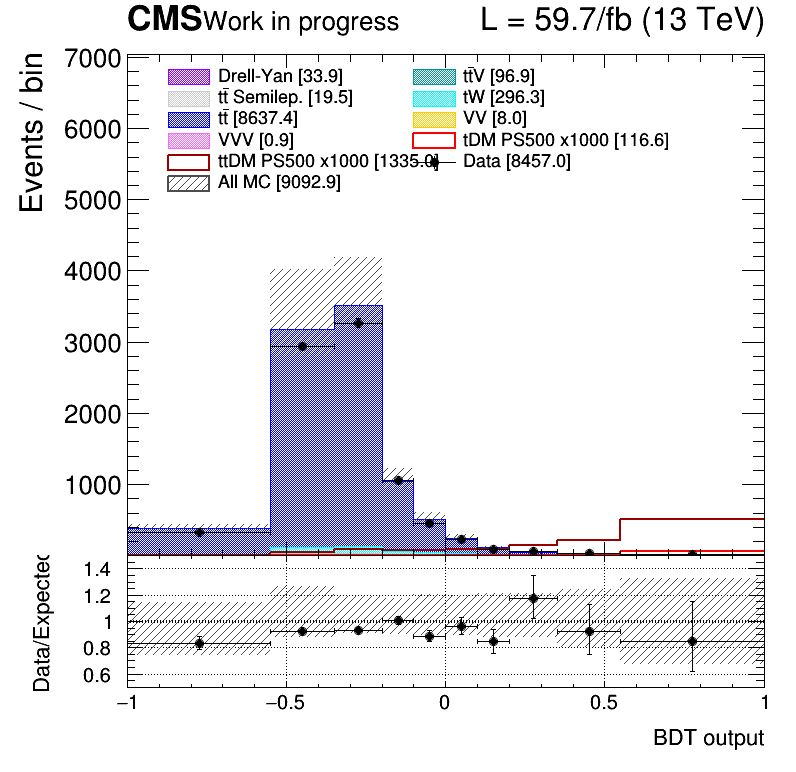 CMS Work in progress L = 59.7/fb (13 TeV)
Events / bin
7000
6000
5000
4000
3000
2000
1000
Drell-Yan [33.9] tt̄V [96.9]
tt̄ Semilep. [19.5] tW [296.3]
tt̄ [8637.4] VV [8.0]
VVV [0.9] tDM PS500 x1000 [116.6]
ttDM PS500 x1000 [1335.0] Data [8457.0]
All MC [9092.9]
Data/Expected
1.4
1.2
1
0.8
0.6
−1 −0.5 0 0.5 1
BDT output